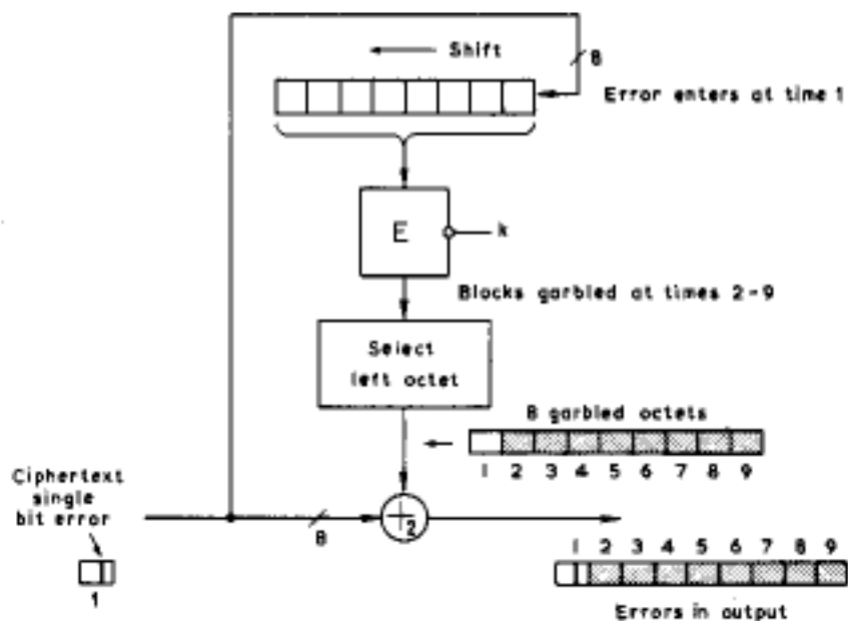 Shift
8
Error enters at time 1
E
k
Blocks garbled at times 2-9
Select
left octet
8 garbled octets
1 2 3 4 5 6 7 8 9
Ciphertext
single
bit error
8
+2
1
1 2 3 4 5 6 7 8 9
Errors in output